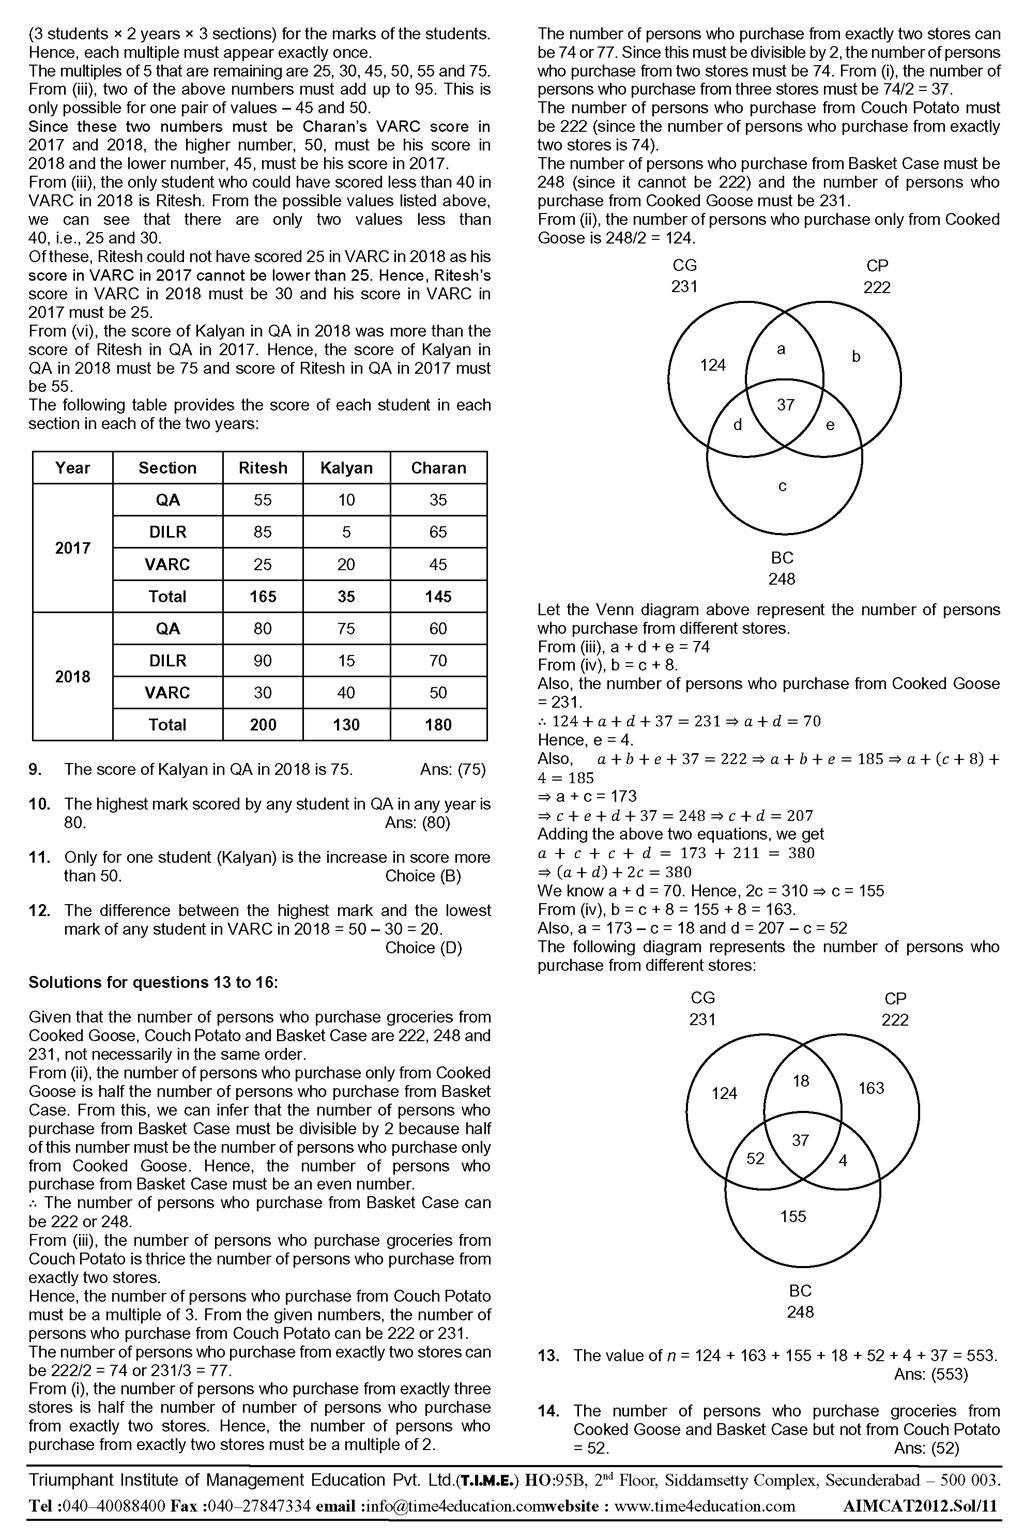 (3 students × 2 years × 3 sections) for the marks of the students.
Hence, each multiple must appear exactly once.
The multiples of 5 that are remaining are 25, 30, 45, 50, 55 and 75.
From (iii), two of the above numbers must add up to 95. This is
only possible for one pair of values – 45 and 50.
Since these two numbers must be Charan's VARC score in
2017 and 2018, the higher number, 50, must be his score in
2018 and the lower number, 45, must be his score in 2017.
From (iii), the only student who could have scored less than 40 in
VARC in 2018 is Ritesh. From the possible values listed above,
we can see that there are only two values less than
40, i.e., 25 and 30.
Of these, Ritesh could not have scored 25 in VARC in 2018 as his
score in VARC in 2017 cannot be lower than 25. Hence, Ritesh's
score in VARC in 2018 must be 30 and his score in VARC in
2017 must be 25.
From (vi), the score of Kalyan in QA in 2018 was more than the
score of Ritesh in QA in 2017. Hence, the score of Kalyan in
QA in 2018 must be 75 and score of Ritesh in QA in 2017 must
be 55.
The following table provides the score of each student in each
section in each of the two years:
Year Section Ritesh Kalyan Charan
2017
QA 55 10 35
DILR 85 5 65
VARC 25 20 45
Total 165 35 145
2018
QA 80 75 60
DILR 90 15 70
VARC 30 40 50
Total 200 130 180
9. The score of Kalyan in QA in 2018 is 75. Ans: (75)
10. The highest mark scored by any student in QA in any year is
80. Ans: (80)
11. Only for one student (Kalyan) is the increase in score more
than 50. Choice (B)
12. The difference between the highest mark and the lowest
mark of any student in VARC in 2018 = 50 – 30 = 20.
Choice (D)
Solutions for questions 13 to 16:
Given that the number of persons who purchase groceries from
Cooked Goose, Couch Potato and Basket Case are 222, 248 and
231, not necessarily in the same order.
From (ii), the number of persons who purchase only from Cooked
Goose is half the number of persons who purchase from Basket
Case. From this, we can infer that the number of persons who
purchase from Basket Case must be divisible by 2 because half
of this number must be the number of persons who purchase only
from Cooked Goose. Hence, the number of persons who
purchase from Basket Case must be an even number.
∴ The number of persons who purchase from Basket Case can
be 222 or 248.
From (iii), the number of persons who purchase groceries from
Couch Potato is thrice the number of persons who purchase from
exactly two stores.
Hence, the number of persons who purchase from Couch Potato
must be a multiple of 3. From the given numbers, the number of
persons who purchase from Couch Potato can be 222 or 231.
The number of persons who purchase from exactly two stores can
be 222/2 = 74 or 231/3 = 77.
From (i), the number of persons who purchase from exactly three
stores is half the number of number of persons who purchase
from exactly two stores. Hence, the number of persons who
purchase from exactly two stores must be a multiple of 2.
The number of persons who purchase from exactly two stores can
be 74 or 77. Since this must be divisible by 2, the number of persons
who purchase from two stores must be 74. From (i), the number of
persons who purchase from three stores must be 74/2 = 37.
The number of persons who purchase from Couch Potato must
be 222 (since the number of persons who purchase from exactly
two stores is 74).
The number of persons who purchase from Basket Case must be
248 (since it cannot be 222) and the number of persons who
purchase from Cooked Goose must be 231.
From (ii), the number of persons who purchase only from Cooked
Goose is 248/2 = 124.
CG CP
231 222
a
124 b
37
d e
c
BC
248
Let the Venn diagram above represent the number of persons
who purchase from different stores.
From (iii), a + d + e = 74
From (iv), b = c + 8.
Also, the number of persons who purchase from Cooked Goose
= 231.
∴ 124 + a + d + 37 = 231 ⇒ a + d = 70
Hence, e = 4.
Also, a + b + e + 37 = 222 ⇒ a + b + e = 185 ⇒ a + (c + 8) +
4 = 185
⇒ a + c = 173
⇒ c + e + d + 37 = 248 ⇒ c + d = 207
Adding the above two equations, we get
a + c + c + d = 173 + 211 = 380
⇒ (a + d) + 2c = 380
We know a + d = 70. Hence, 2c = 310 ⇒ c = 155
From (iv), b = c + 8 = 155 + 8 = 163.
Also, a = 173 – c = 18 and d = 207 – c = 52
The following diagram represents the number of persons who
purchase from different stores:
CG CP
231 222
18
124 163
37
52 4
155
BC
248
13. The value of n = 124 + 163 + 155 + 18 + 52 + 4 + 37 = 553.
Ans: (553)
14. The number of persons who purchase groceries from
Cooked Goose and Basket Case but not from Couch Potato
= 52. Ans: (52)
Triumphant Institute of Management Education Pvt. Ltd.(T.I.M.E.) HO:95B, 2nd Floor, Siddamsetty Complex, Secunderabad – 500 003.
Tel :040–40088400 Fax :040–27847334 email :info@time4education.comwebsite : www.time4education.com AIMCAT2012.Sol/11